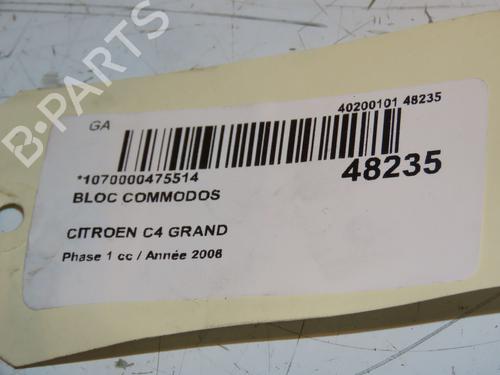 GA
40200101 48235
*1070000475514
48235
BLOC COMMODOS
CITROEN C4 GRAND
Phase 1 cc / Année 2008
B-PARTS